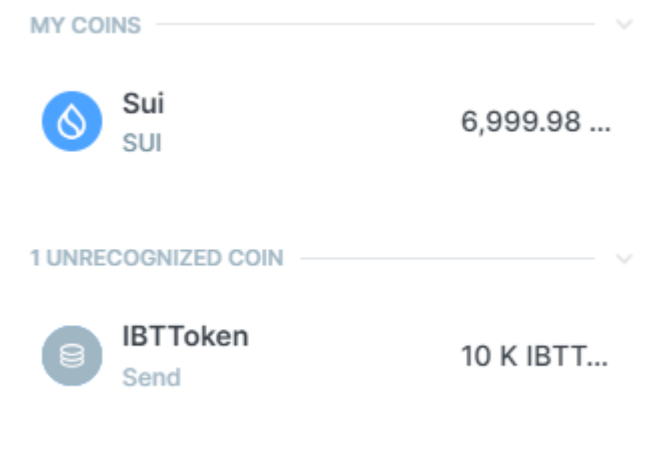 MY COINS
Sui
6,999.98 ...
SUI
1 UNRECOGNIZED COIN
IBTToken
10 K IBTT...
Send